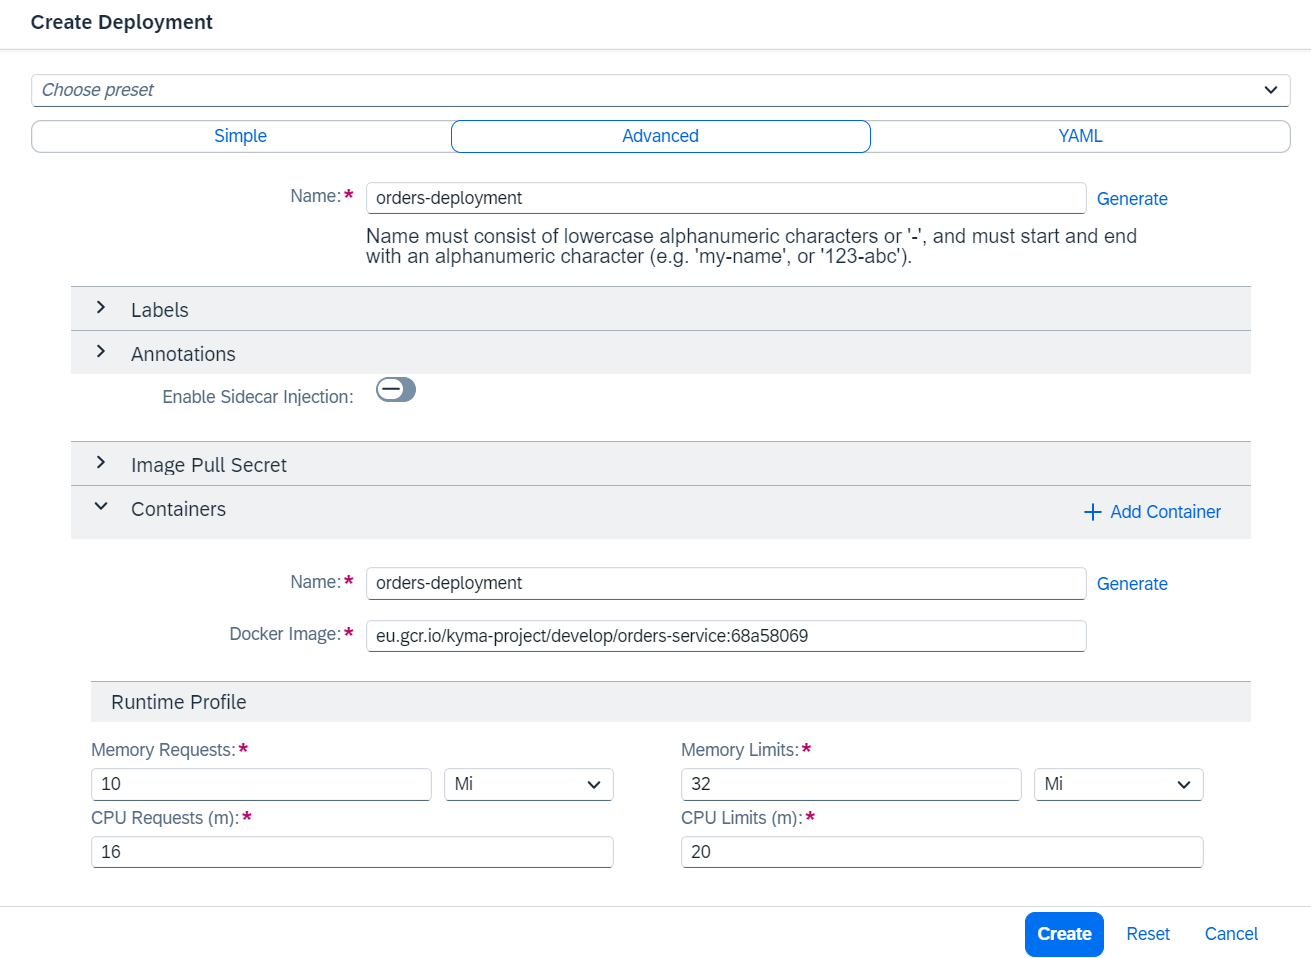 Create Deployment
Choose preset
Simple
Advanced
YAML
Name:*
orders-deployment
Generate
Name must consist of lowercase alphanumeric characters or '-', and must start and end
with an alphanumeric character (e.g. 'my-name', or '123-abc').
Labels
Annotations
Enable Sidecar Injection:
Image Pull Secret
Containers
Add Container
Name:*
orders-deployment
Generate
Docker Image:*
eu.gcr.io/kyma-project/develop/orders-service:68a58069
Runtime Profile
Memory Requests:*
Memory Limits:*
10
Mi
32
Mi
CPU Requests (m):*
CPU Limits (m):*
16
20
Create
Reset
Cancel